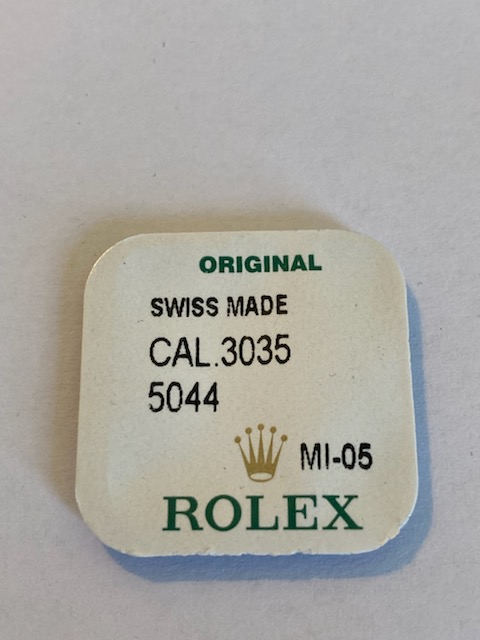 ORIGINAL
SWISS MADE
CAL.3035
5044
MI-05
ROLEX